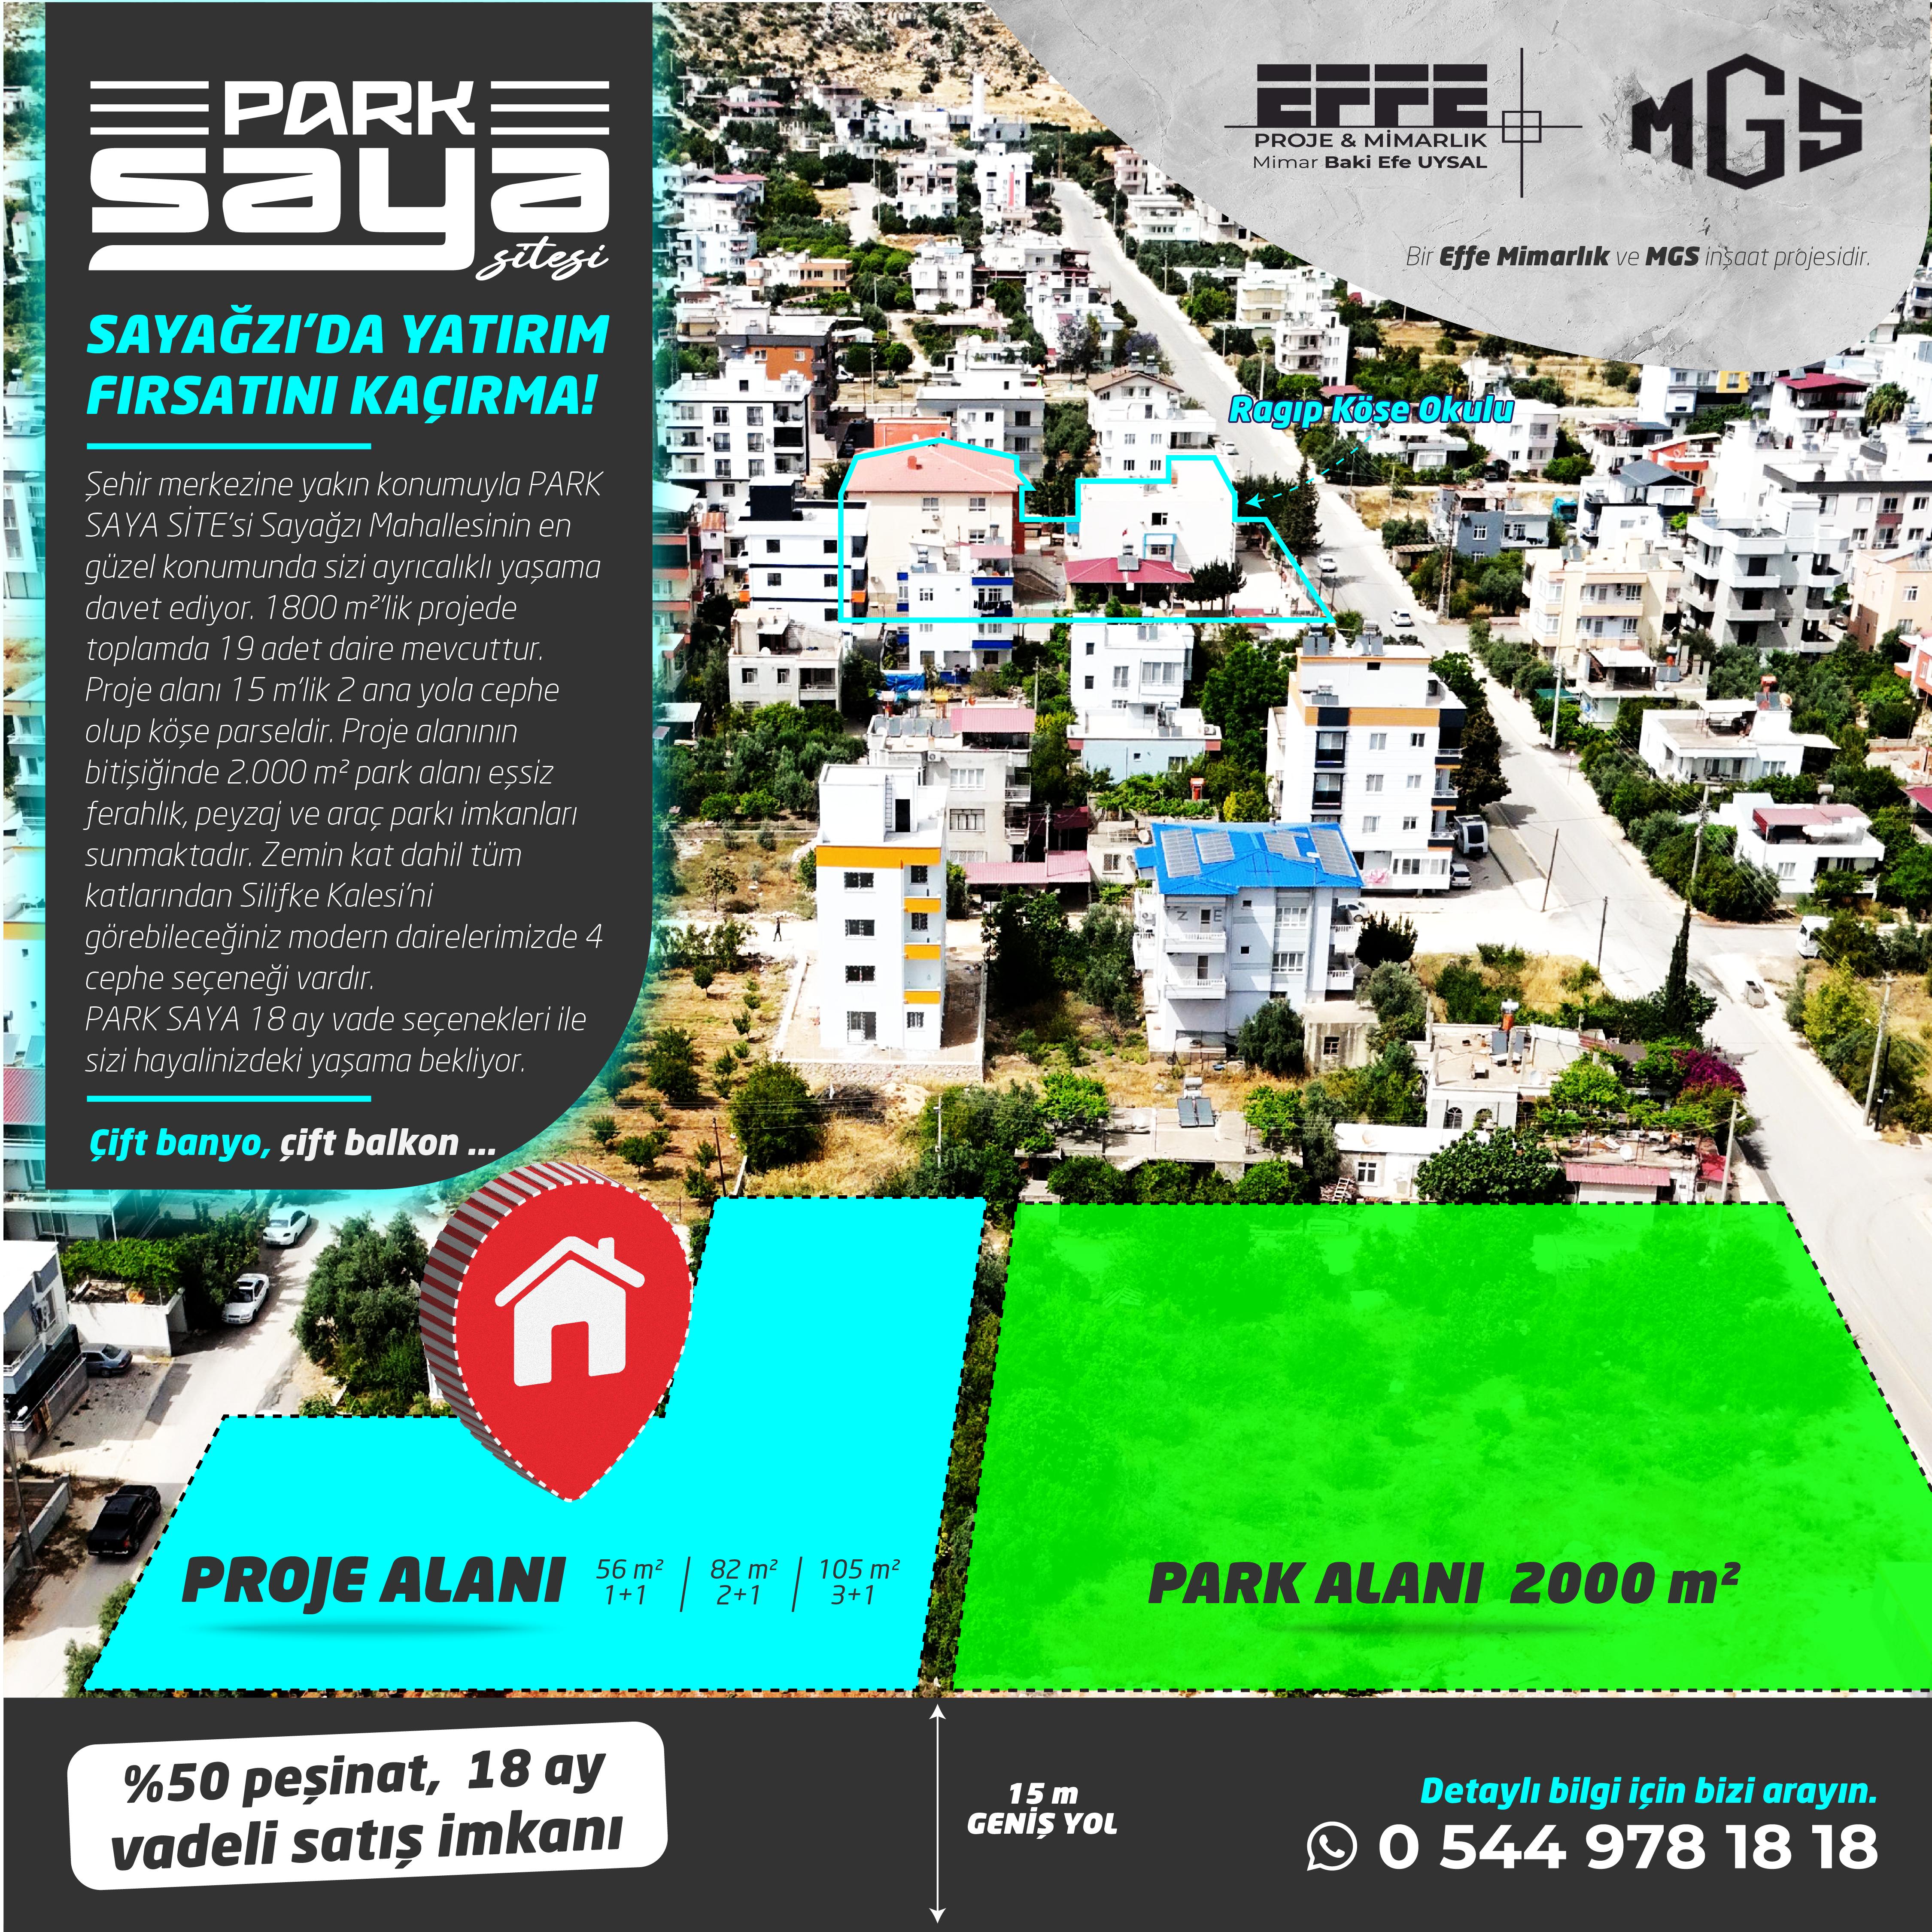 PARK
saya
sitesi
SAYAĞZI'DA YATIRIM
FIRSATINI KAÇIRMA!
Şehir merkezine yakın konumuyla PARK
SAYA SİTE'si Sayağzı Mahallesinin en
güzel konumunda sizi ayrıcalıklı yaşama
davet ediyor. 1800 m²'lik projede
toplamda 19 adet daire mevcuttur.
Proje alanı 15 m'lik 2 ana yola cephe
olup köşe parseldir. Proje alanının
bitişiğinde 2.000 m² park alanı eşsiz
ferahlık, peyzaj ve araç parkı imkanları
sunmaktadır. Zemin kat dahil tüm
katlarından Silifke Kalesi'ni
görebileceğiniz modern dairelerimizde 4
cephe seçeneği vardır.
PARK SAYA 18 ay vade seçenekleri ile
sizi hayalinizdeki yaşama bekliyor.
Çift banyo, çift balkon ...
EFFE
PROJE & MİMARLIK
Mimar Baki Efe UYSAL
MGS
Bir Effe Mimarlık ve MGS inşaat projesidir.
Ragıp Köse Okulu
PROJE ALANI
56 m² / 82 m² / 105 m²
1+1 2+1 3+1
PARK ALANI 2000 m²
%50 peşinat, 18 ay
vadeli satış imkanı
15 m
GENİŞ YOL
Detaylı bilgi için bizi arayın.
0 544 978 18 18